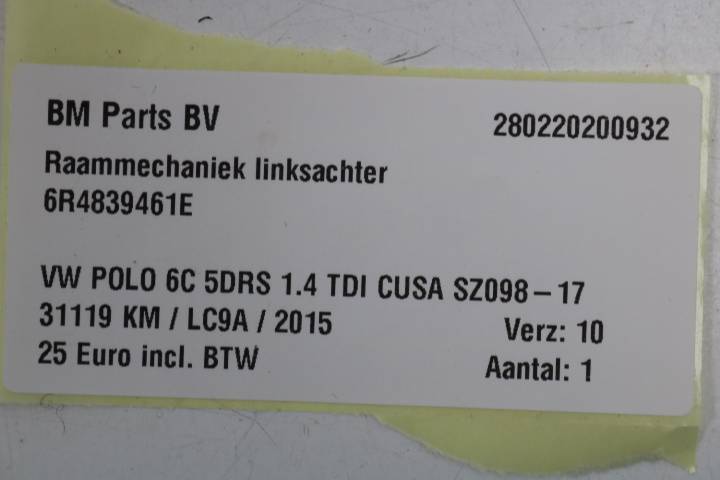 BM Parts BV 280220200932
Raammechaniek linksachter
6R4839461E
VW POLO 6C 5DRS 1.4 TDI CUSA SZ098-17
31119 KM / LC9A / 2015 Verz: 10
25 Euro incl. BTW Aantal: 1